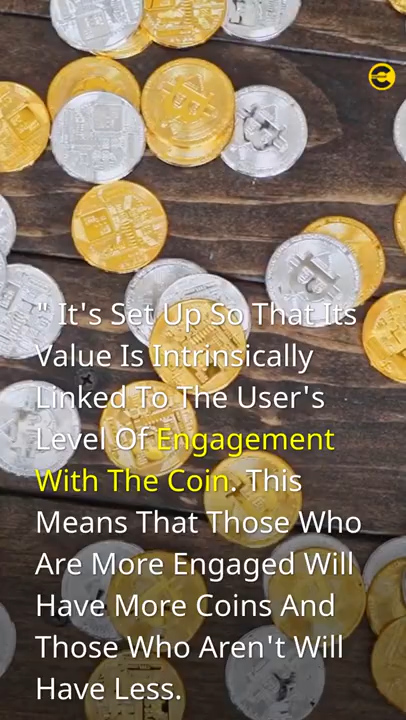 " It's Set Up So That Its
Value Is Intrinsically
Linked To The User's
Level Of Engagement
With The Coin. This
Means That Those Who
Are More Engaged Will
Have More Coins And
Those Who Aren't Will
Have Less.